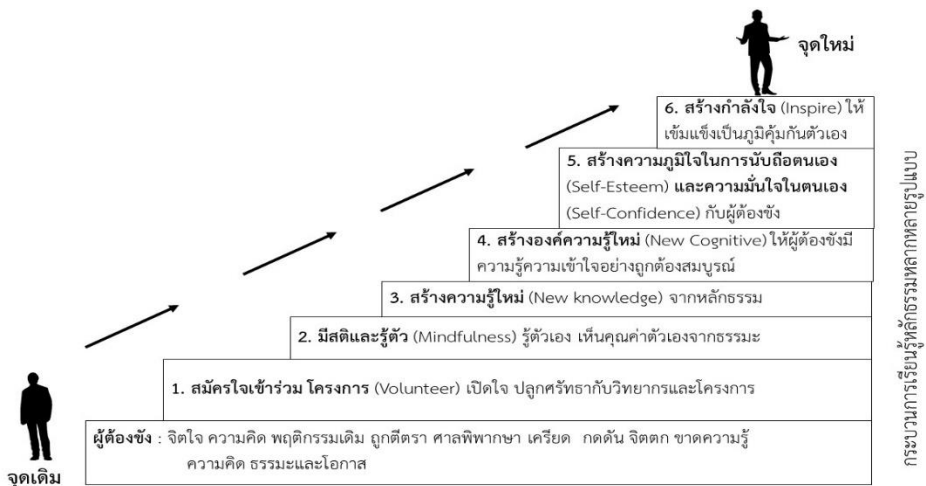 จุดใหม่
6. สร้างกำลังใจ (Inspire) ให้
เข้มแข็งเป็นภูมิคุ้มกันตัวเอง
5. สร้างความภูมิใจในการนับถือตนเอง
(Self-Esteem) และความมั่นใจในตนเอง
(Self-Confidence) กับผู้ต้องขัง
4. สร้างองค์ความรู้ใหม่ (New Cognitive) ให้ผู้ต้องขังมี
ความรู้ความเข้าใจอย่างถูกต้องสมบูรณ์
3. สร้างความรู้ใหม่ (New knowledge) จากหลักธรรม
2. มีสติและรู้ตัว (Mindfulness) รู้ตัวเอง เห็นคุณค่าตัวเองจากธรรมะ
1. สมัครใจเข้าร่วม โครงการ (Volunteer) เปิดใจ ปลูกศรัทธากับวิทยากรและโครงการ
ผู้ต้องขัง : จิตใจ ความคิด พฤติกรรมเดิม ถูกตีตรา ศาลพิพากษา เครียด กดดัน จิตตก ขาดความรู้
ความคิด ธรรมะและโอกาส
จุดเดิม
กระบวนการเรียนรู้หลักธรรมหลากหลายรูปแบบ